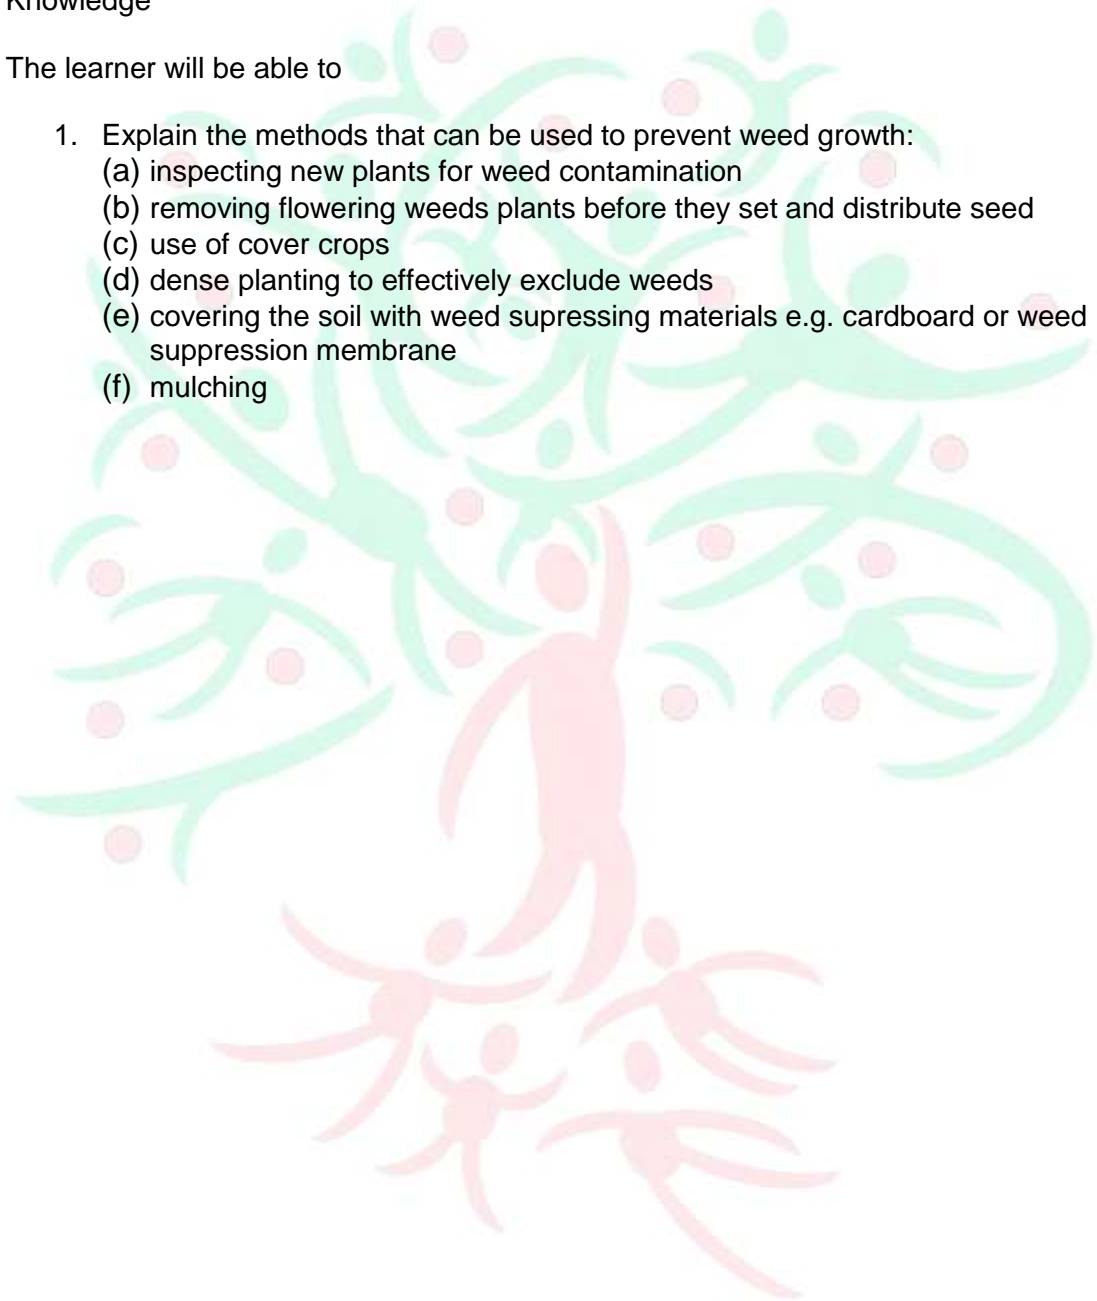 Knowledge
The learner will be able to
1. Explain the methods that can be used to prevent weed growth:
(a) inspecting new plants for weed contamination
(b) removing flowering weeds plants before they set and distribute seed
(c) use of cover crops
(d) dense planting to effectively exclude weeds
(e) covering the soil with weed supressing materials e.g. cardboard or weed
suppression membrane
(f) mulching